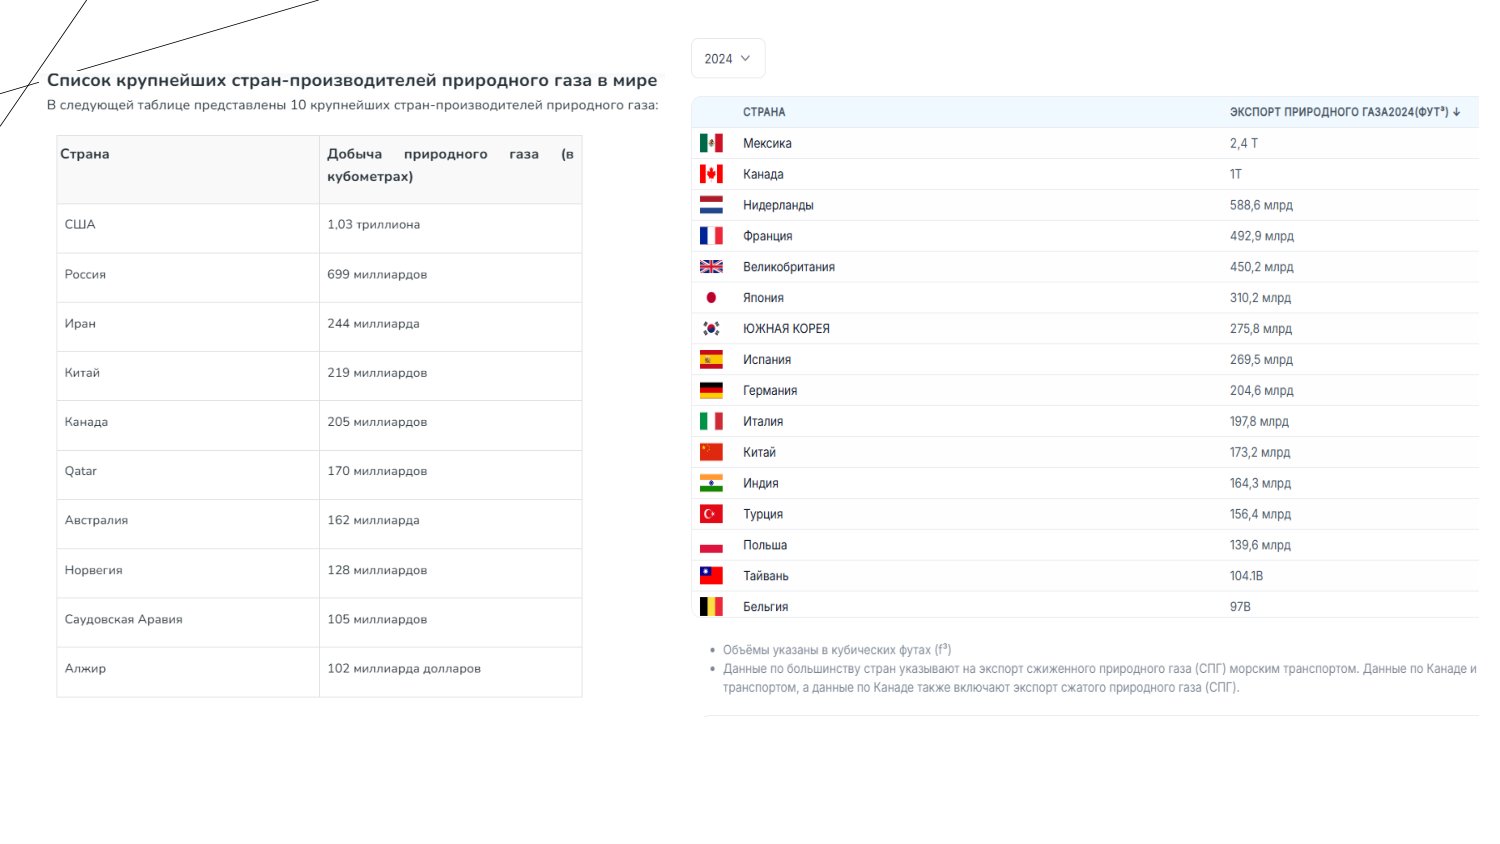 Список крупнейших стран-производителей природного газа в мире
В следующей таблице представлены 10 крупнейших стран-производителей природного газа:
Страна
Добыча природного газа (в
кубометрах)
США 1,03 триллиона
Россия 699 миллиардов
Иран 244 миллиарда
Китай 219 миллиардов
Канада 205 миллиардов
Qatar 170 миллиардов
Австралия 162 миллиарда
Норвегия 128 миллиардов
Саудовская Аравия 105 миллиардов
Алжир 102 миллиарда долларов
2024
СТРАНА ЭКСПОРТ ПРИРОДНОГО ГАЗА2024(ФУТ³) ↓
Мексика 2,4 Т
Канада 1Т
Нидерланды 588,6 млрд
Франция 492,9 млрд
Великобритания 450,2 млрд
Япония 310,2 млрд
ЮЖНАЯ КОРЕЯ 275,8 млрд
Испания 269,5 млрд
Германия 204,6 млрд
Италия 197,8 млрд
Китай 173,2 млрд
Индия 164,3 млрд
Турция 156,4 млрд
Польша 139,6 млрд
Тайвань 104.1В
Бельгия 97В
• Объёмы указаны в кубических футах (f³)
• Данные по большинству стран указывают на экспорт сжиженного природного газа (СПГ) морским транспортом. Данные по Канаде и
транспортом, а данные по Канаде также включают экспорт сжатого природного газа (СПГ).